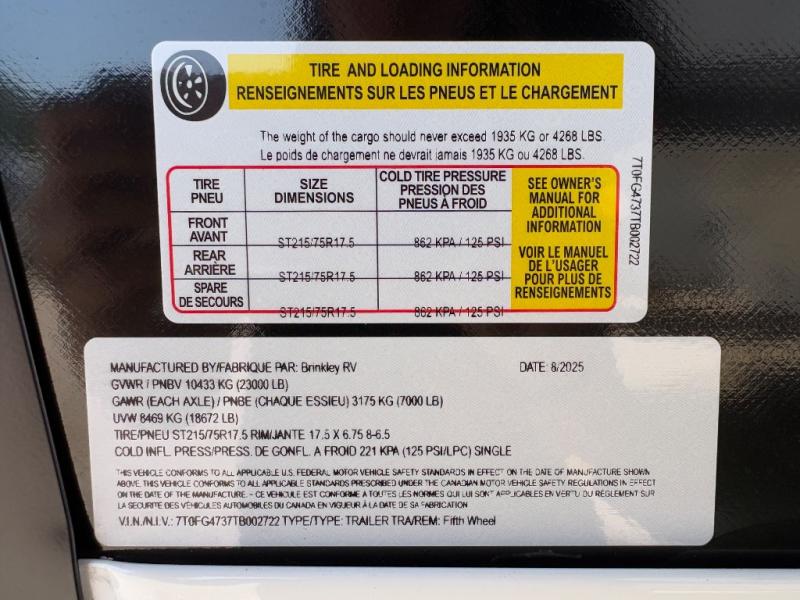 TIRE AND LOADING INFORMATION
RENSEIGNEMENTS SUR LES PNEUS ET LE CHARGEMENT
The weight of the cargo should never exceed 1935 KG or 4268 LBS.
Le poids de chargement ne devrait jamais 1935 KG ou 4268 LBS.
TIRE
PNEU
SIZE
DIMENSIONS
COLD TIRE PRESSURE
PRESSION DES
PNEUS À FROID
SEE OWNER'S
MANUAL FOR
ADDITIONAL
INFORMATION
VOIR LE MANUEL
DE L'USAGER
POUR PLUS DE
RENSEIGNEMENTS
FRONT
AVANT
ST215/75R17.5
862 KPA / 125 PSI
REAR
ARRIÈRE
ST215/75R17.5
862 KPA / 125 PSI
SPARE
DE SECOURS
ST215/75R17.5
862 KPA / 125 PSI
7T0FG4737TB002722
MANUFACTURED BY/FABRIQUE PAR: Brinkley RV DATE: 8/2025
GVWR / PNBV 10433 KG (23000 LB)
GAWR (EACH AXLE) / PNBE (CHAQUE ESSIEU) 3175 KG (7000 LB)
UVW 8469 KG (18672 LB)
TIRE/PNEU ST215/75R17.5 RIM/JANTE 17.5 X 6.75 8-6.5
COLD INFL. PRESS/PRESS. DE GONFL. A FROID 221 KPA (125 PSI/LPC) SINGLE
THIS VEHICLE CONFORMS TO ALL APPLICABLE U.S. FEDERAL MOTOR VEHICLE SAFETY STANDARDS IN EFFECT ON THE DATE OF MANUFACTURE SHOWN
ABOVE. THIS VEHICLE CONFORMS TO ALL APPLICABLE STANDARDS PRESCRIBED UNDER THE CANADIAN MOTOR VEHICLE SAFETY REGULATIONS IN EFFECT
ON THE DATE OF THE MANUFACTURE. - CE VEHICULE EST CONFORME À TOUTES LES NORMES QUI LUI SONT APPLICABLES EN VERTU DU RÈGLEMENT SUR
LA SECURITE DES VÉHICULES AUTOMOBILES DU CANADA EN VIGUEUR À LA DATE DE SA FABRICATION
V.I.N./N.I.V.: 7T0FG4737TB002722 TYPE/TYPE: TRAILER TRA/REM: Fifth Wheel